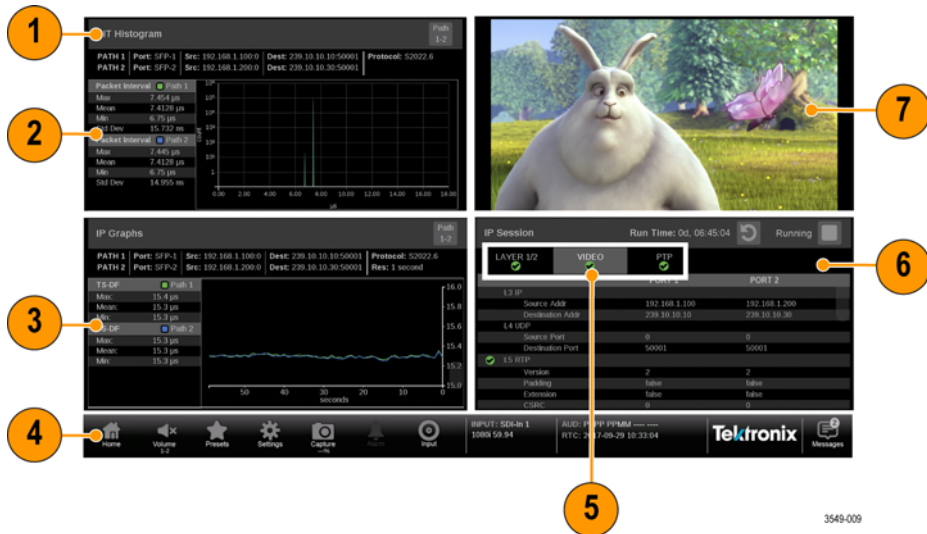 1
IT Histogram
Path
1-2
PATH 1 Port: SFP-1 Src: 192.168.1.100:0 Dest: 239.10.10.10:50001 Protocol: S2022.6
PATH 2 Port: SFP-2 Src: 192.168.1.200:0 Dest: 239.10.10.30:50001
2
Packet Interval Path 1
Max 7.454 µs
Mean 7.4128 µs
Min 6.75 µs
Std Dev 15.732 ns
Packet Interval Path 2
Max 7.445 µs
Mean 7.4128 µs
Min 6.75 µs
Std Dev 14.955 ns
count
1
0.00 2.00 4.00 6.00 8.00 10.00 12.00 14.00 16.00 18.00
µs
7
IP Graphs
Path
1-2
PATH 1 Port: SFP-1 Src: 192.168.1.100:0 Dest: 239.10.10.10:50001 Protocol: S2022.6
PATH 2 Port: SFP-2 Src: 192.168.1.200:0 Dest: 239.10.10.30:50001 Res: 1 second
3
TS-DF Path 1
Max: 15.4 µs
Mean: 15.3 µs
Min: 15.3 µs
TS-DF Path 2
Max: 15.3 µs
Mean: 15.3 µs
Min: 15.3 µs
16.0
15.8
15.6
15.4
15.2
15.0
50 40 30 20 10 0
seconds
IP Session Run Time: 0d, 06:45:04 Running
6
LAYER 1/2 VIDEO PTP
PORT 1 PORT 2
L3 IP
Source Addr 192.168.1.100 192.168.1.200
Destination Addr 239.10.10.10 239.10.10.30
L4 UDP
Source Port 0 0
Destination Port 50001 50001
L5 RTP
Version 2 2
Padding false false
Extension false false
CSRC 0 0
4
Home
Volume
1-2
Presets
Settings
Capture
---%
Alarm
Input
INPUT: SDI-In 1
1080i 59.94
AUD: PPPP PPMM ---- ----
RTC: 2017-09-29 10:33:04
Tektronix
2
Messages
5
3549-009